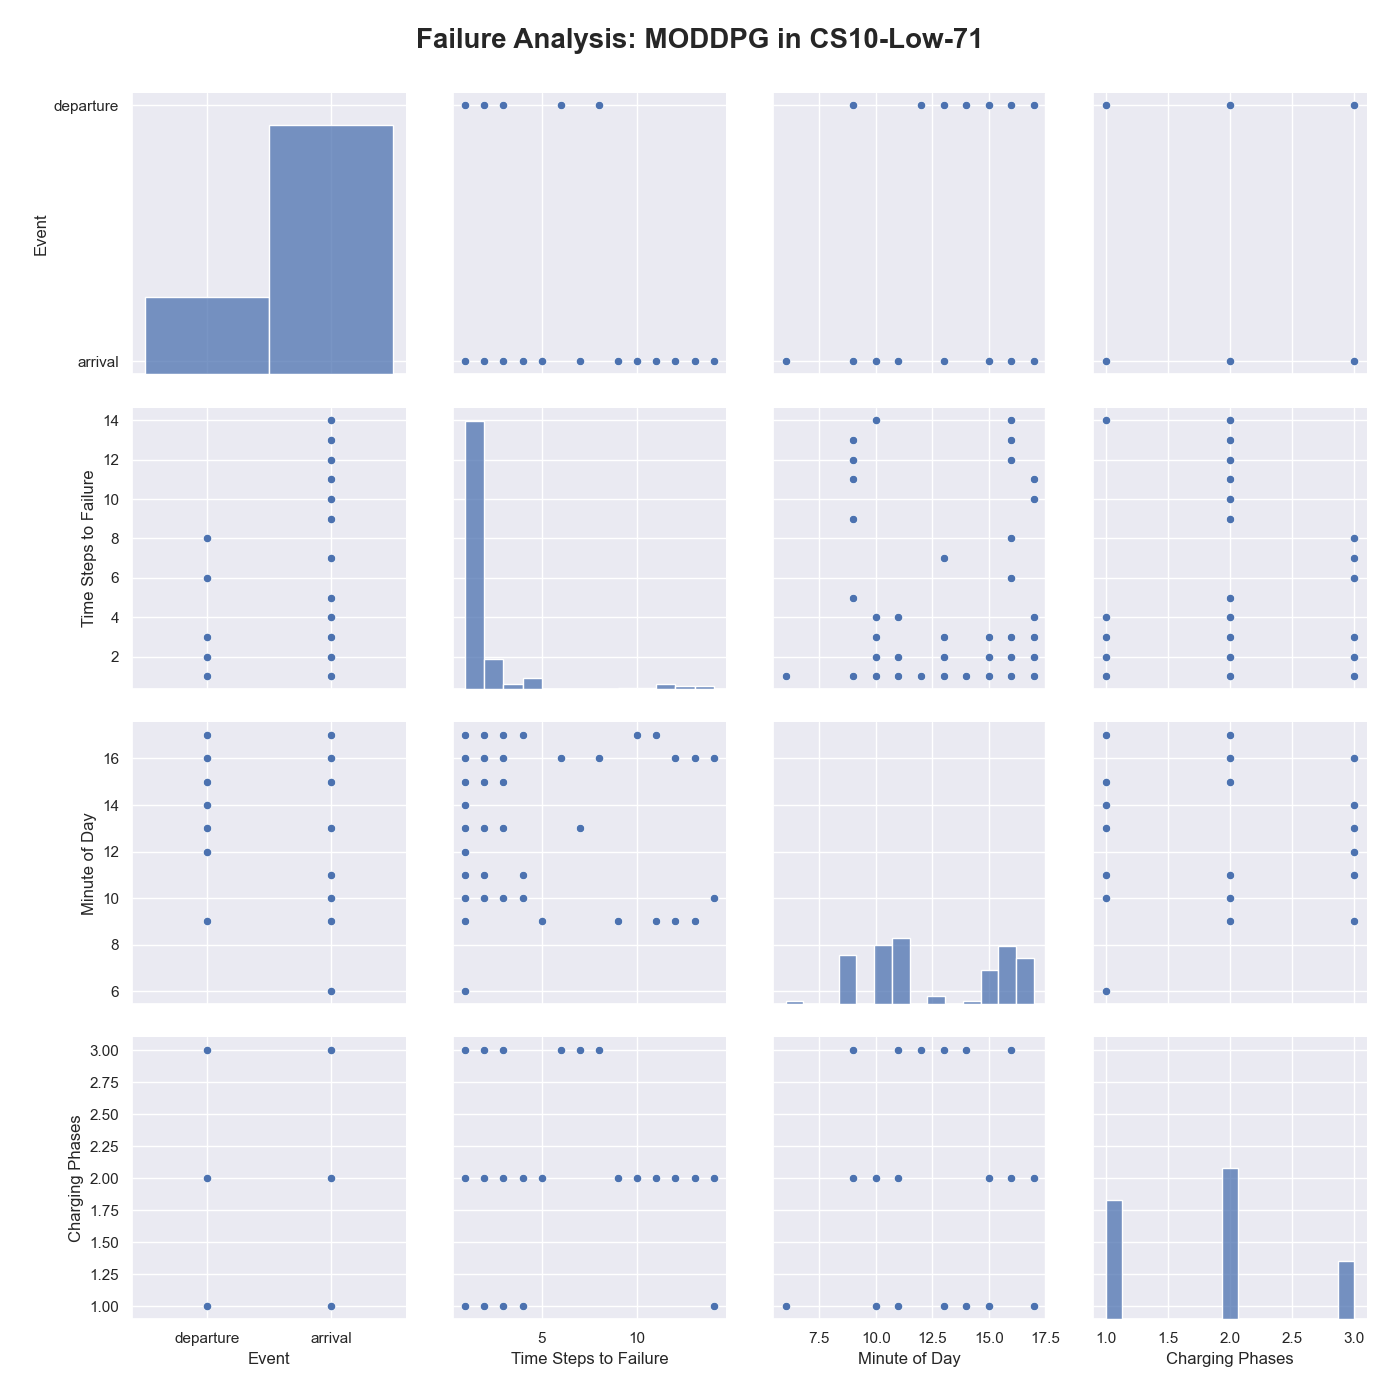 Failure Analysis: MODDPG in CS10-Low-71
departure
arrival
Event
14
12
10
8
6
4
2
Time Steps to Failure
16
14
12
10
8
6
Minute of Day
3.00
2.75
2.50
2.25
2.00
1.75
1.50
1.25
1.00
Charging Phases
departure arrival
Event
5 10
Time Steps to Failure
7.5 10.0 12.5 15.0 17.5
Minute of Day
1.0 1.5 2.0 2.5 3.0
Charging Phases